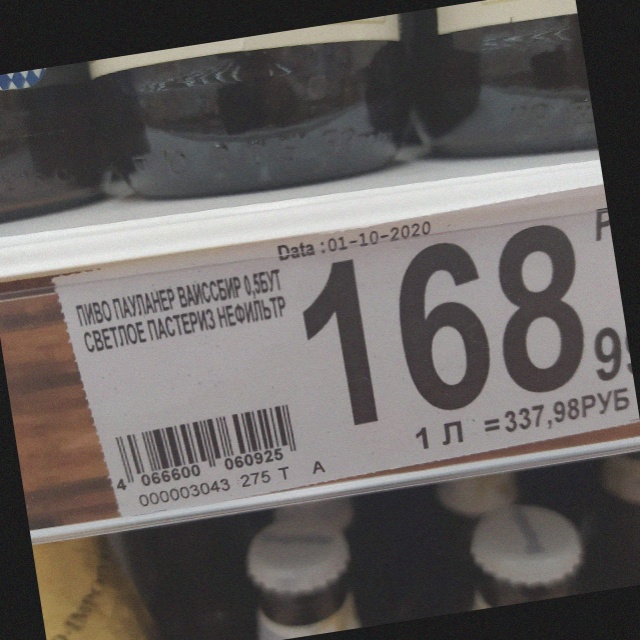 Data :01-10-2020
ПИВО ПАУЛАНЕР ВАЙССБИР 0,5БУТ
СВЕТЛОЕ ПАСТЕРИЗ НЕФИЛЬТР
168
1 Л =337,98РУБ
4 066600 060925
000003043 275 T A